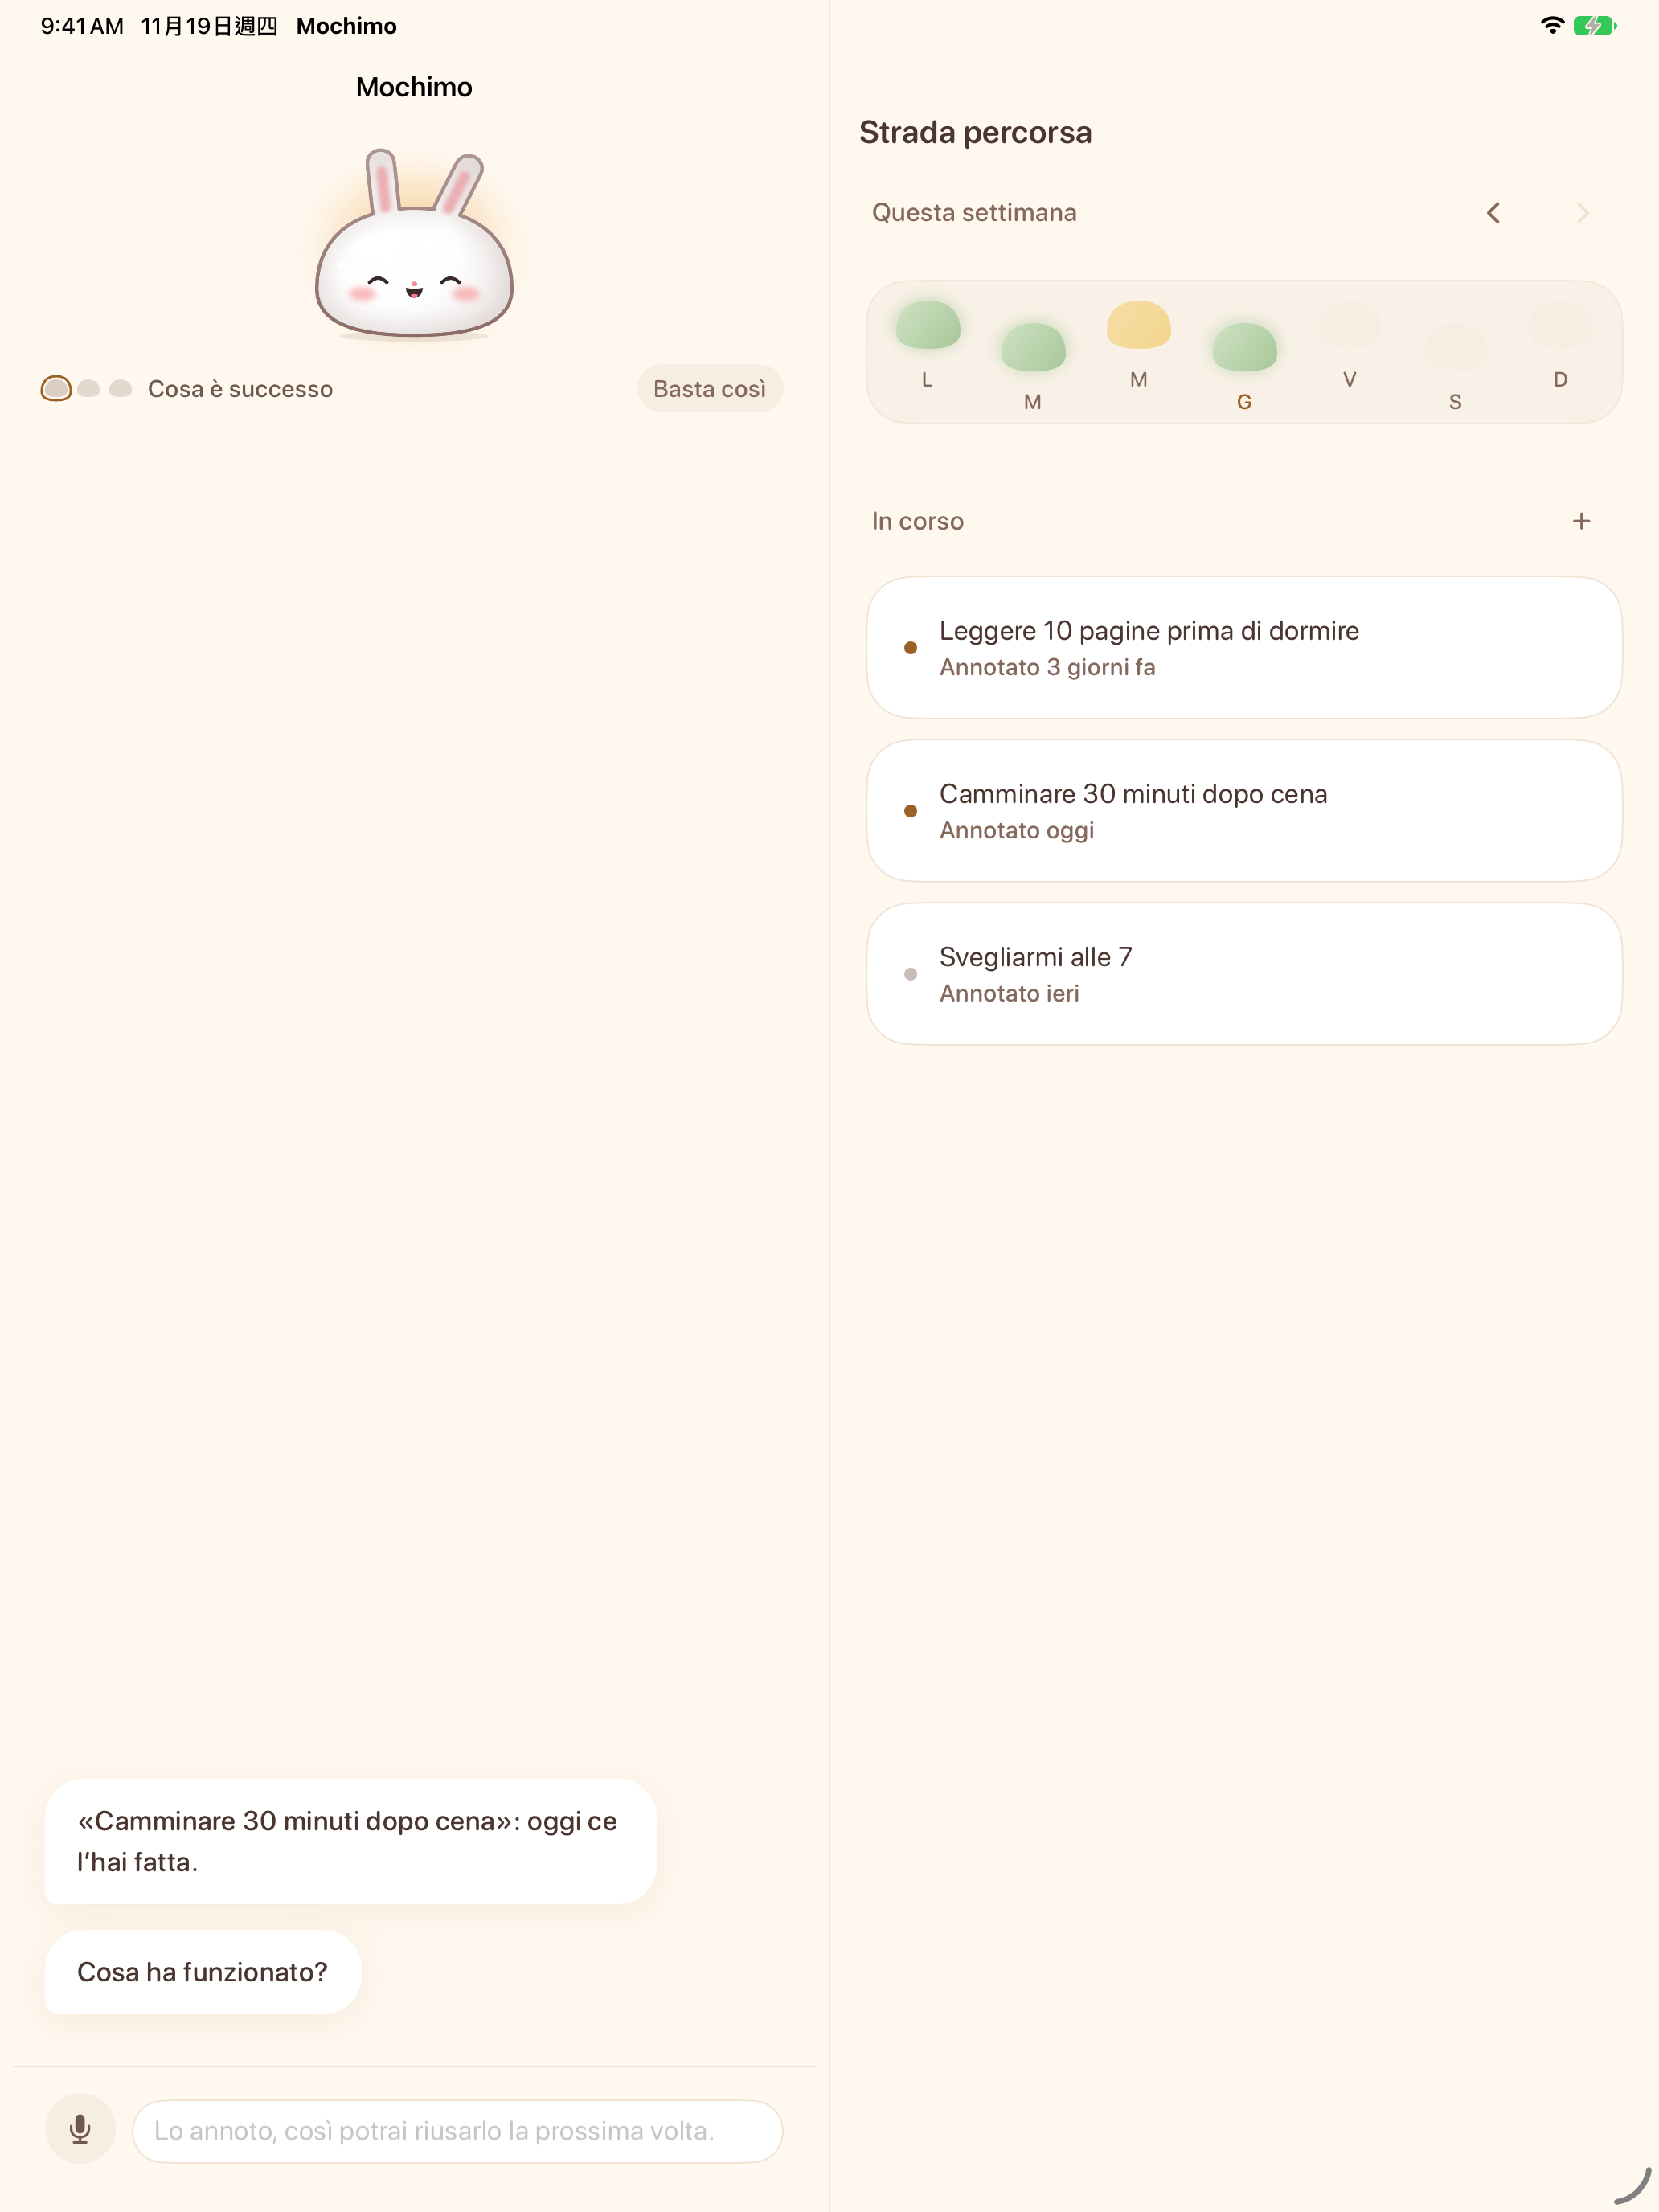 9:41 AM 11月19日週四 Mochimo
Mochimo
Cosa è successo
Basta così
«Camminare 30 minuti dopo cena»: oggi ce
l’hai fatta.
Cosa ha funzionato?
Lo annoto, così potrai riusarlo la prossima volta.
Strada percorsa
Questa settimana
L
M
M
G
V
S
D
In corso
Leggere 10 pagine prima di dormire
Annotato 3 giorni fa
Camminare 30 minuti dopo cena
Annotato oggi
Svegliarmi alle 7
Annotato ieri